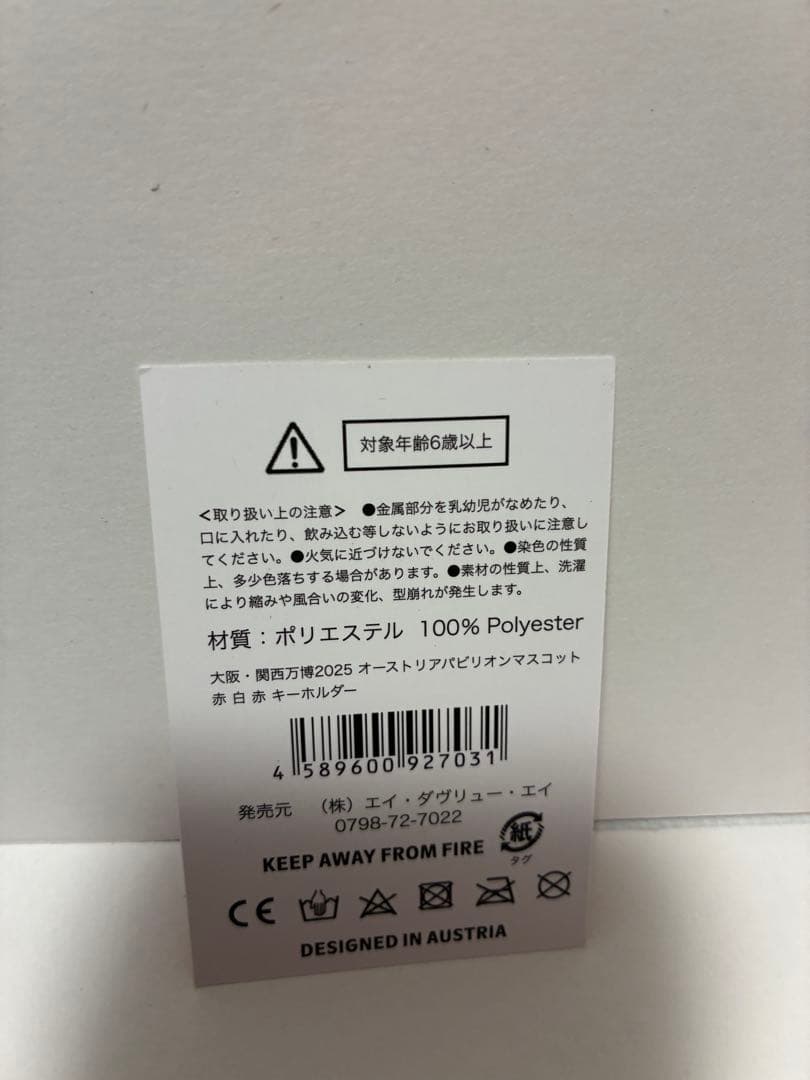 対象年齢6歳以上
<取り扱い上の注意> ●金属部分を乳幼児がなめたり、
口に入れたり、飲み込む等しないようにお取り扱いに注意し
てください。●火気に近づけないでください。●染色の性質
上、多少色落ちする場合があります。●素材の性質上、洗濯
により縮みや風合いの変化、型崩れが発生します。
材質：ポリエステル 100% Polyester
大阪・関西万博2025 オーストリアパビリオンマスコット
赤 白 赤 キーホルダー
4 589600 927031
発売元 （株）エイ・ダヴリュー・エイ
0798-72-7022
紙
タグ
KEEP AWAY FROM FIRE
CE
DESIGNED IN AUSTRIA